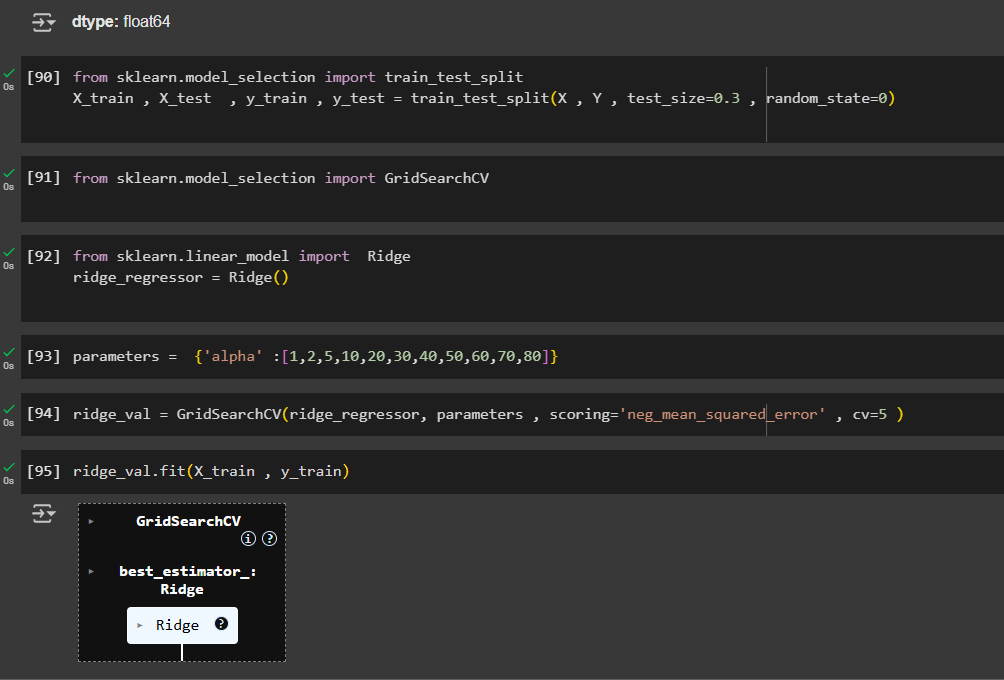 dtype: float64
0s
[90] from sklearn.model_selection import train_test_split
X_train , X_test  , y_train , y_test = train_test_split(X , Y , test_size=0.3 , random_state=0)
0s
[91] from sklearn.model_selection import GridSearchCV
0s
[92] from sklearn.linear_model import  Ridge
ridge_regressor = Ridge()
0s
[93] parameters =  {'alpha' :[1,2,5,10,20,30,40,50,60,70,80]}
0s
[94] ridge_val = GridSearchCV(ridge_regressor, parameters , scoring='neg_mean_squared_error' , cv=5 )
0s
[95] ridge_val.fit(X_train , y_train)
0s
GridSearchCV
i ?
best_estimator_:
Ridge
Ridge ?